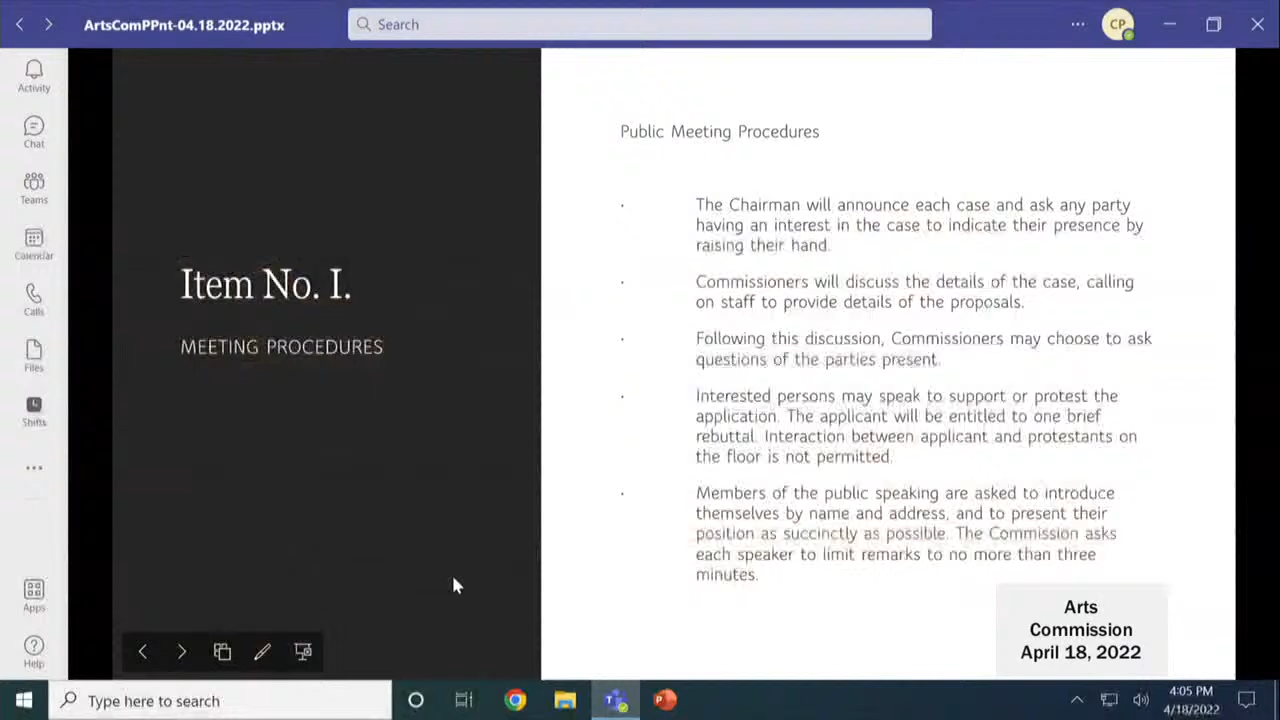 ArtsComPPnt-04.18.2022.pptx
Search
CP
Activity
Chat
Teams
Calendar
Calls
Files
Shifts
Apps
Help
Item No. I.
MEETING PROCEDURES
Public Meeting Procedures
· The Chairman will announce each case and ask any party
having an interest in the case to indicate their presence by
raising their hand.
· Commissioners will discuss the details of the case, calling
on staff to provide details of the proposals.
· Following this discussion, Commissioners may choose to ask
questions of the parties present.
· Interested persons may speak to support or protest the
application. The applicant will be entitled to one brief
rebuttal. Interaction between applicant and protestants on
the floor is not permitted.
· Members of the public speaking are asked to introduce
themselves by name and address, and to present their
position as succinctly as possible. The Commission asks
each speaker to limit remarks to no more than three
minutes.
Arts
Commission
April 18, 2022
Type here to search
4:05 PM
4/18/2022